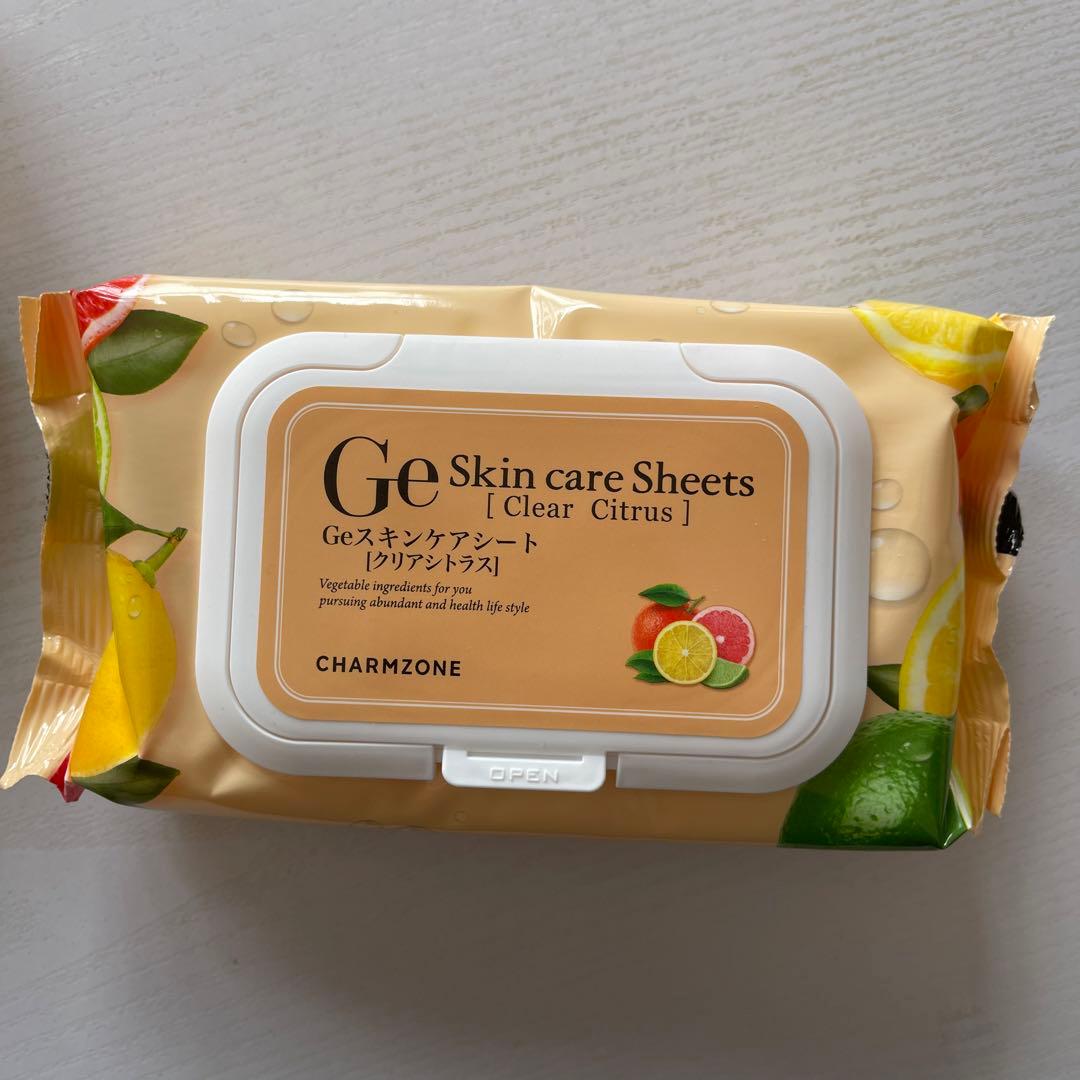 Ge Skin care Sheets
[ Clear Citrus ]
Geスキンケアシート
[クリアシトラス]
Vegetable ingredients for you
pursuing abundant and health life style
CHARMZONE
OPEN